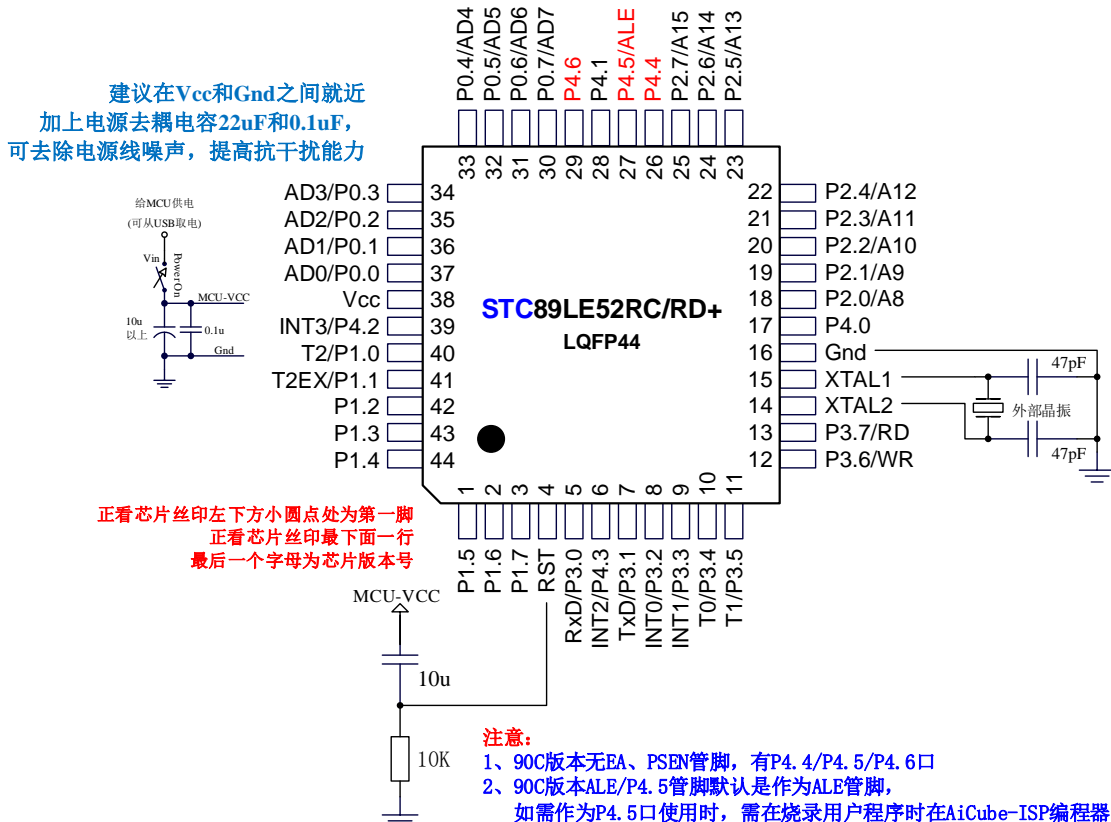 P0.4/AD4
P0.5/AD5
P0.6/AD6
P0.7/AD7
P4.6
P4.1
P4.5/ALE
P4.4
P2.7/A15
P2.6/A14
P2.5/A13
33
32
31
30
29
28
27
26
25
24
23
建议在Vcc和Gnd之间就近
加上电源去耦电容22uF和0.1uF，
可去除电源线噪声，提高抗干扰能力
给MCU供电
(可从USB取电)
Vin
PowerOn
MCU-VCC
10u
以上
0.1u
Gnd
AD3/P0.3 34
AD2/P0.2 35
AD1/P0.1 36
AD0/P0.0 37
Vcc 38
INT3/P4.2 39
T2/P1.0 40
T2EX/P1.1 41
P1.2 42
P1.3 43
P1.4 44
STC89LE52RC/RD+
LQFP44
22 P2.4/A12
21 P2.3/A11
20 P2.2/A10
19 P2.1/A9
18 P2.0/A8
17 P4.0
16 Gnd
15 XTAL1
14 XTAL2
13 P3.7/RD
12 P3.6/WR
47pF
外部晶振
47pF
1
2
3
4
5
6
7
8
9
10
11
P1.5
P1.6
P1.7
RST
RxD/P3.0
INT2/P4.3
TxD/P3.1
INT0/P3.2
INT1/P3.3
T0/P3.4
T1/P3.5
正看芯片丝印左下方小圆点处为第一脚
正看芯片丝印最下面一行
最后一个字母为芯片版本号
MCU-VCC
10u
10K
注意：
1、90C版本无EA、PSEN管脚，有P4.4/P4.5/P4.6口
2、90C版本ALE/P4.5管脚默认是作为ALE管脚，
如需作为P4.5口使用时，需在烧录用户程序时在AiCube-ISP编程器